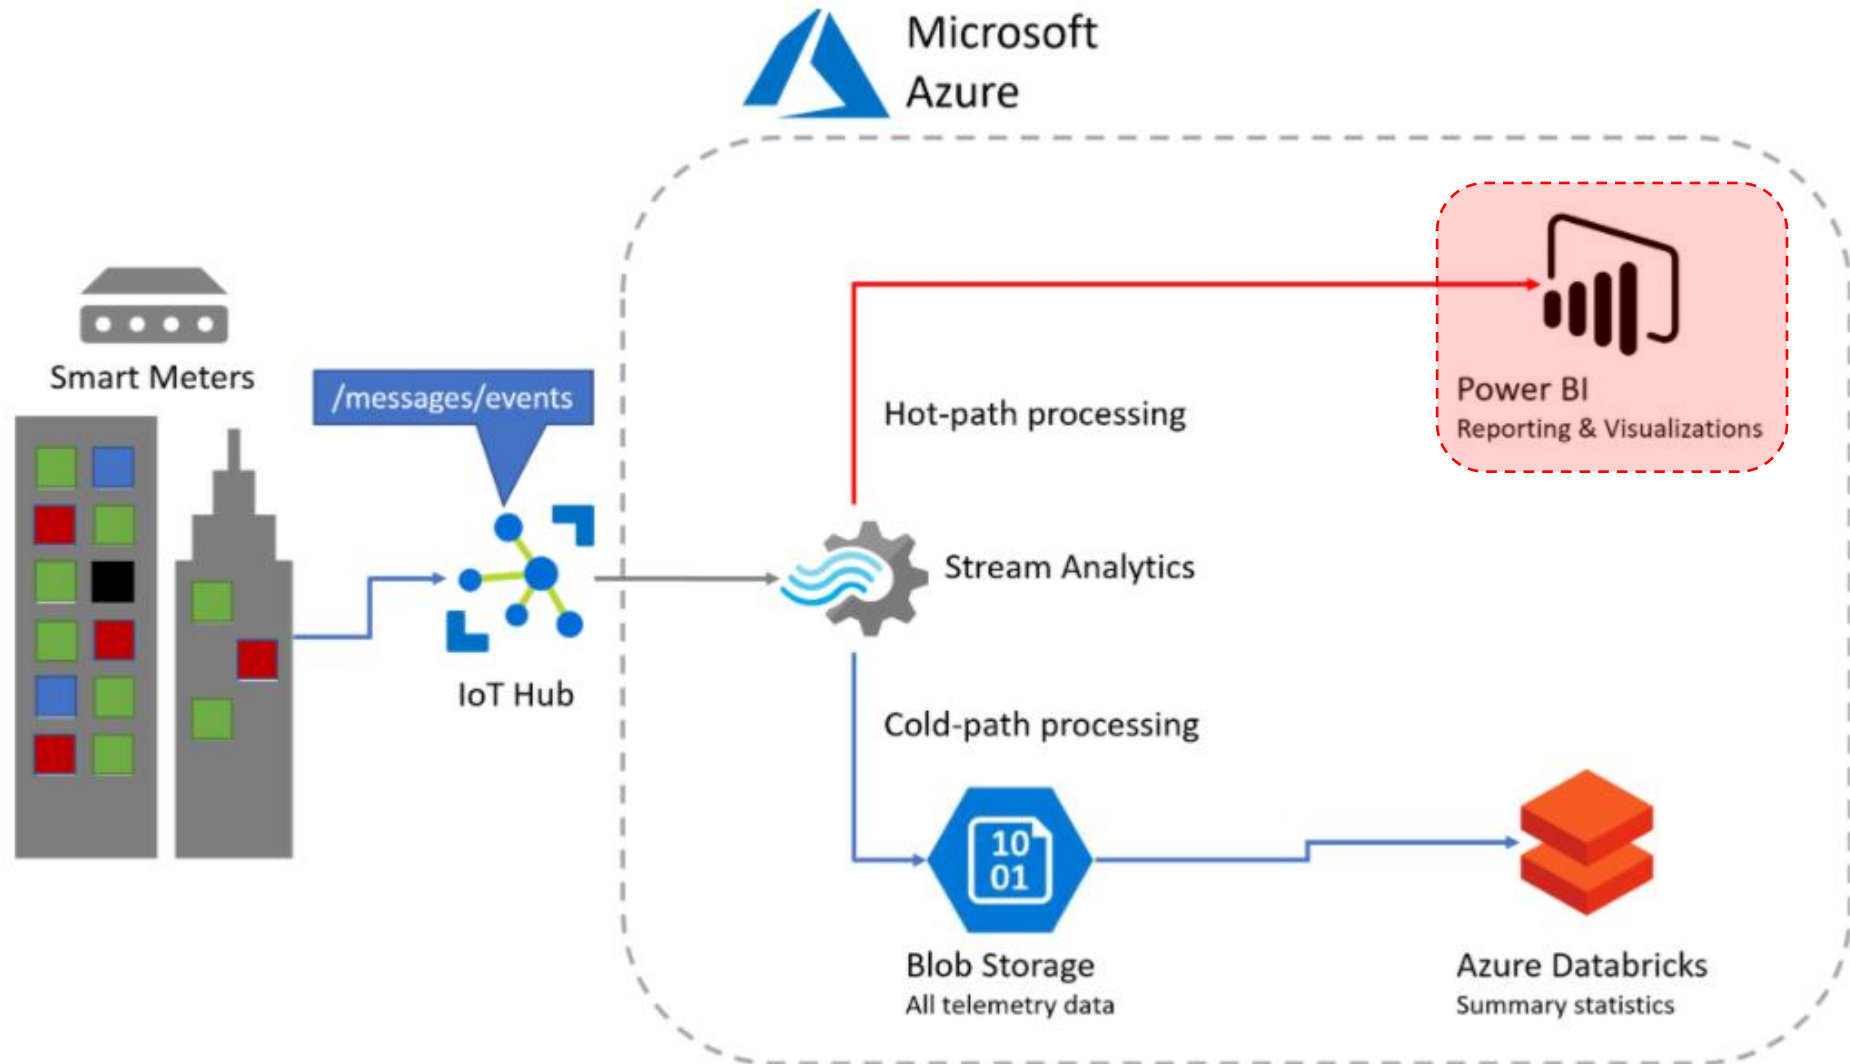 Microsoft
Azure
Smart Meters
/messages/events
IoT Hub
Hot-path processing
Power BI
Reporting & Visualizations
Stream Analytics
Cold-path processing
10
01
Blob Storage
All telemetry data
Azure Databricks
Summary statistics